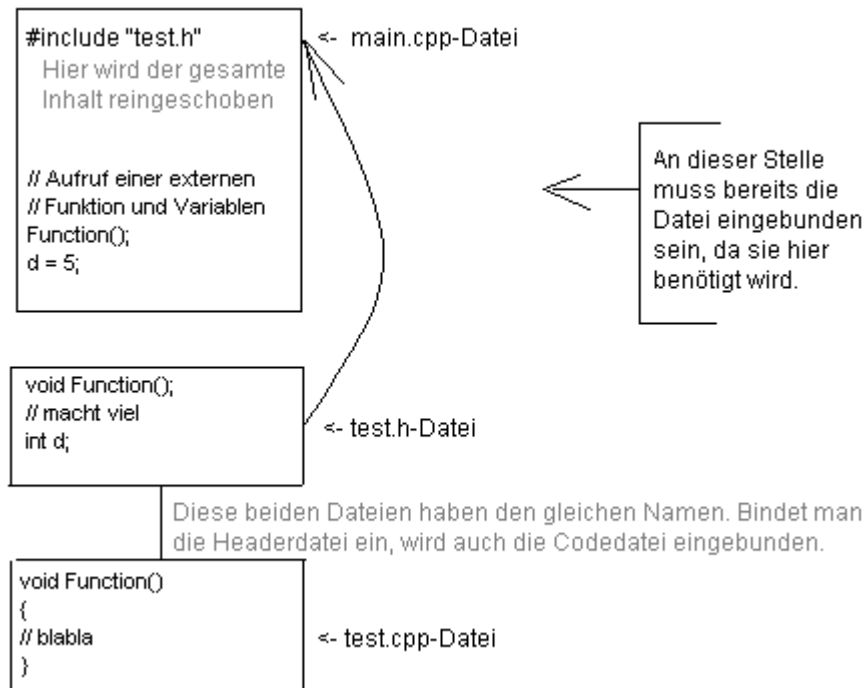 #include "test.h"
Hier wird der gesamte
Inhalt reingeschoben
// Aufruf einer externen
// Funktion und Variablen
Function();
d = 5;
<- main.cpp-Datei
An dieser Stelle
muss bereits die
Datei eingebunden
sein, da sie hier
benötigt wird.
void Function();
// macht viel
int d;
<- test.h-Datei
Diese beiden Dateien haben den gleichen Namen. Bindet man
die Headerdatei ein, wird auch die Codedatei eingebunden.
void Function()
{
// blabla
}
<- test.cpp-Datei